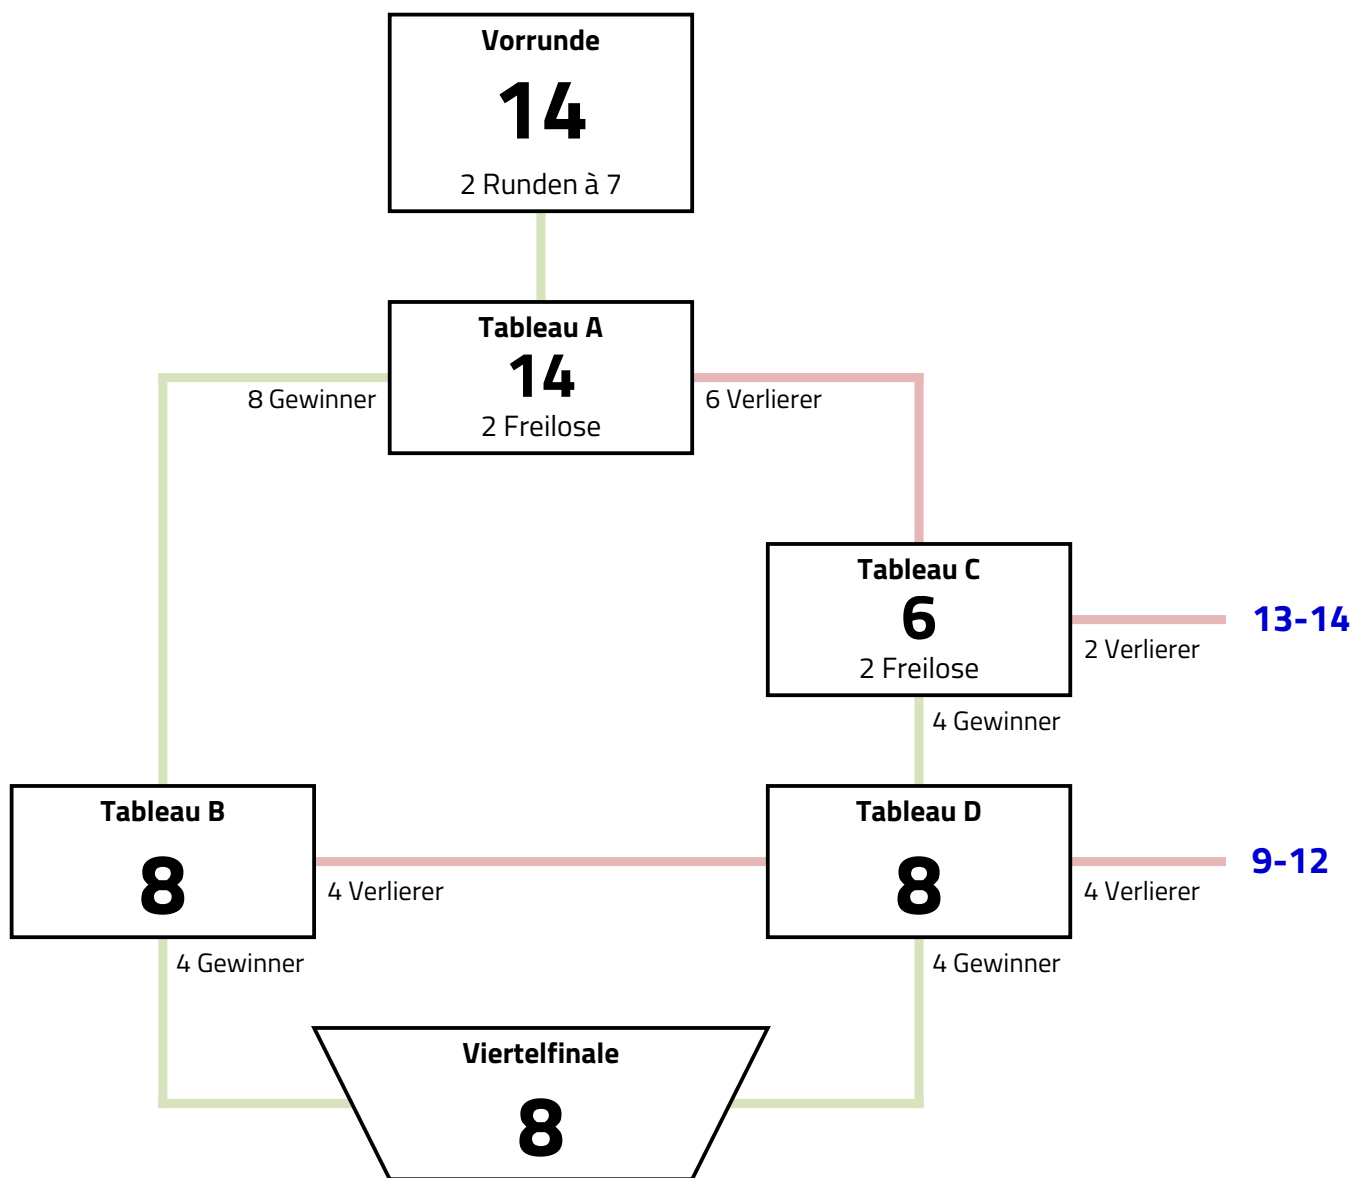 Vorrunde
14
2 Runden à 7
Tableau A
14
2 Freilose
8 Gewinner
6 Verlierer
Tableau C
6
2 Freilose
13-14
2 Verlierer
4 Gewinner
Tableau B
8
4 Verlierer
4 Gewinner
Tableau D
8
9-12
4 Verlierer
4 Gewinner
Viertelfinale
8